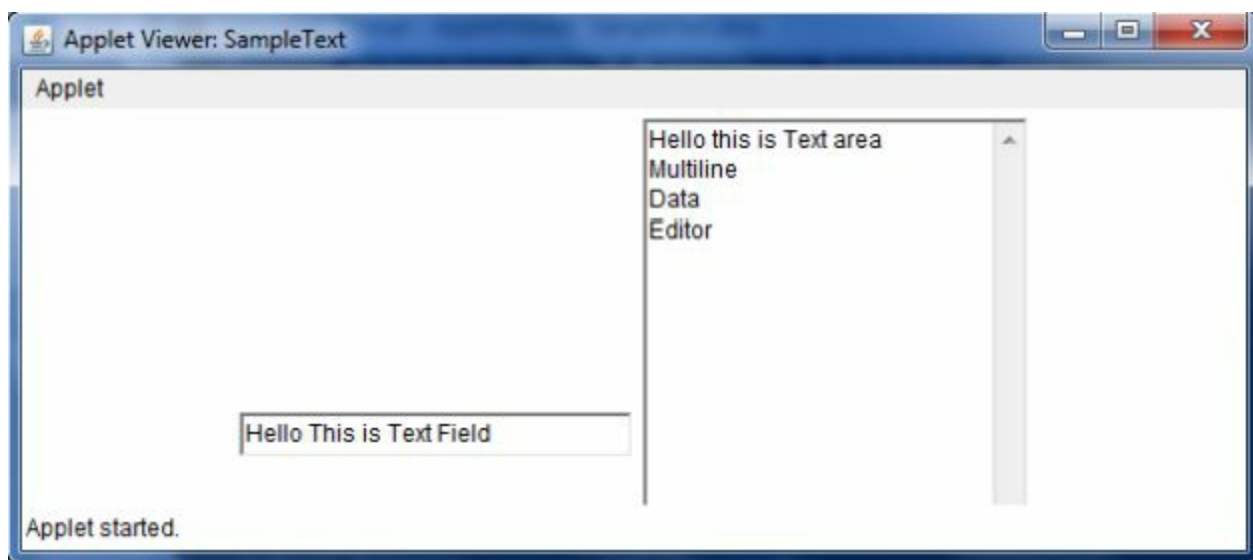 Applet Viewer: SampleText
Applet
Hello this is Text area
Multiline
Data
Editor
Hello This is Text Field
Applet started.